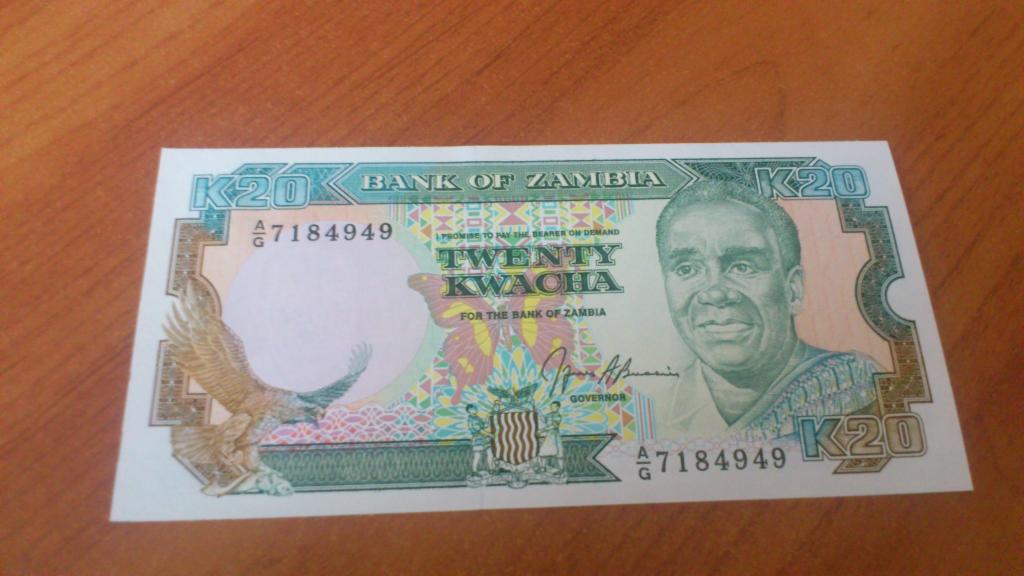 K20 BANK OF ZAMBIA K20
A/G 7184949
I PROMISE TO PAY THE BEARER ON DEMAND
TWENTY
KWACHA
FOR THE BANK OF ZAMBIA
GOVERNOR
K20
A/G 7184949